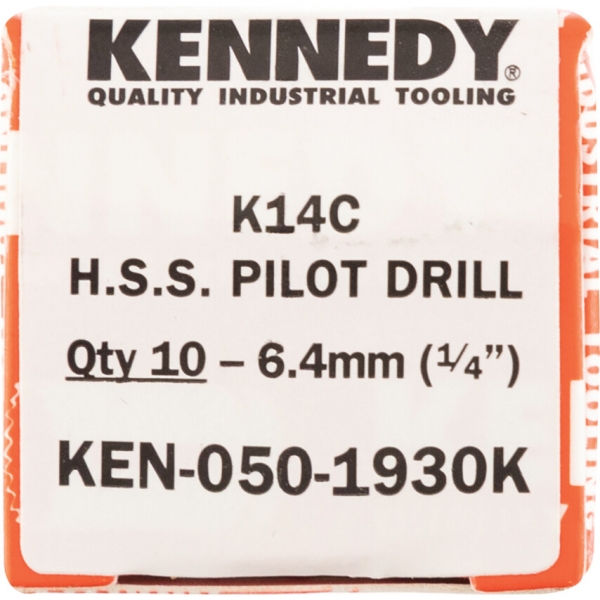 KENNEDY®
QUALITY INDUSTRIAL TOOLING
K14C
H.S.S. PILOT DRILL
Qty 10 – 6.4mm (¼”)
KEN-050-1930K